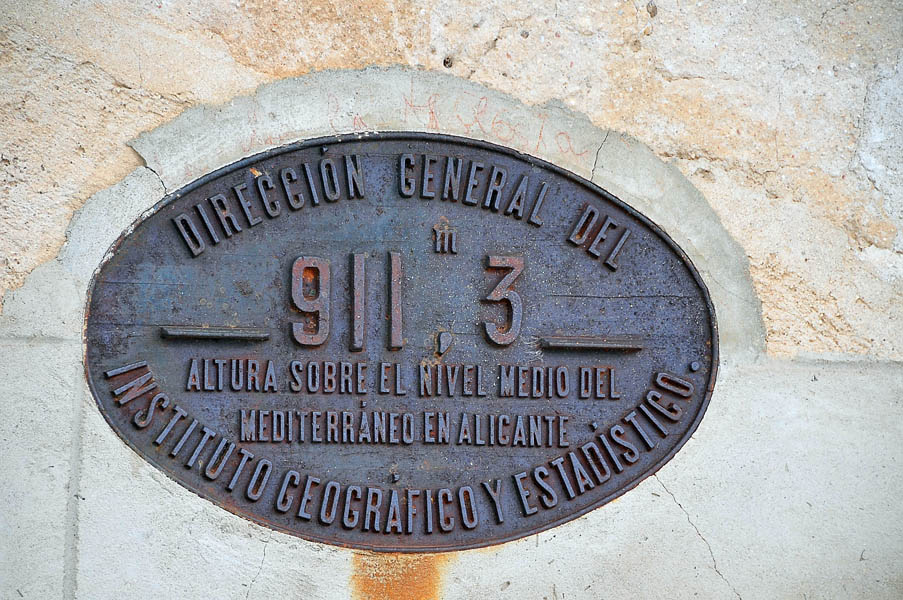 DIRECCIÓN GENERAL DEL
m
911,3
ALTURA SOBRE EL NIVEL MEDIO DEL
MEDITERRÁNEO EN ALICANTE
INSTITUTO GEOGRÁFICO Y ESTADÍSTICO.